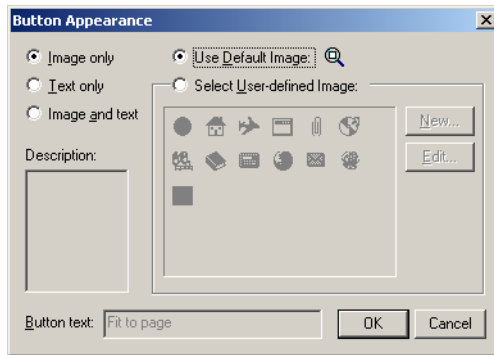 Button Appearance
Image only
Use Default Image:
Text only
Select User-defined Image:
Image and text
New...
Description:
Edit...
Button text: Fit to page
OK
Cancel